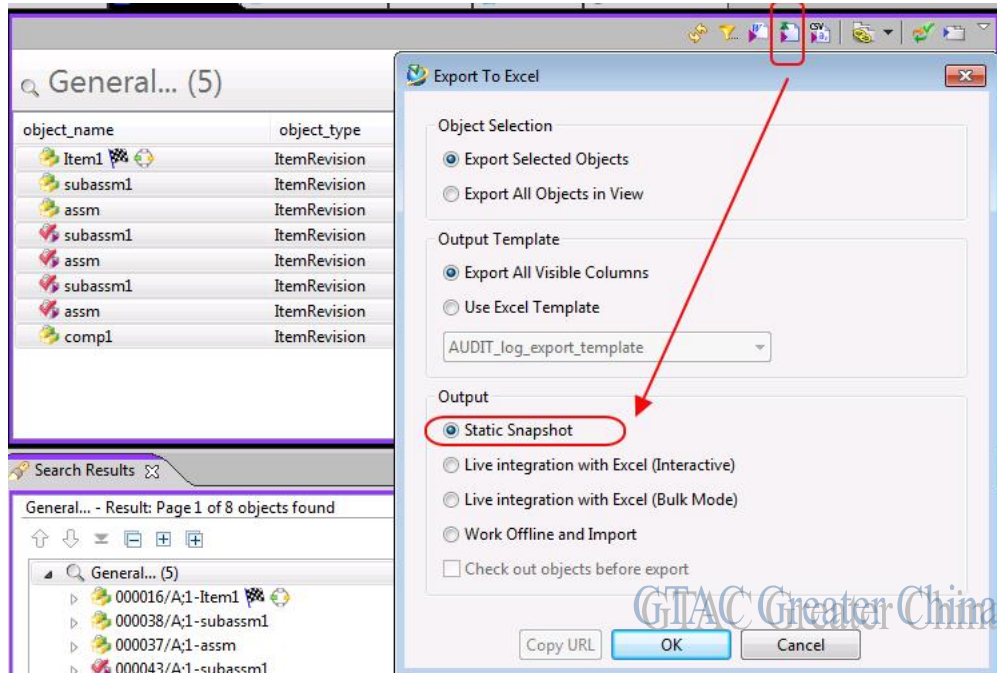 General... (5)
object_name object_type
Item1 ItemRevision
subassm1 ItemRevision
assm ItemRevision
subassm1 ItemRevision
assm ItemRevision
subassm1 ItemRevision
assm ItemRevision
comp1 ItemRevision
Export To Excel
Object Selection
Export Selected Objects
Export All Objects in View
Output Template
Export All Visible Columns
Use Excel Template
AUDIT_log_export_template
Output
Static Snapshot
Live integration with Excel (Interactive)
Live integration with Excel (Bulk Mode)
Work Offline and Import
Check out objects before export
Copy URL OK Cancel
Search Results
General... - Result: Page 1 of 8 objects found
General... (5)
000016/A;1-Item1
000038/A;1-subassm1
000037/A;1-assm
000043/A;1-subassm1
GTAC Greater China